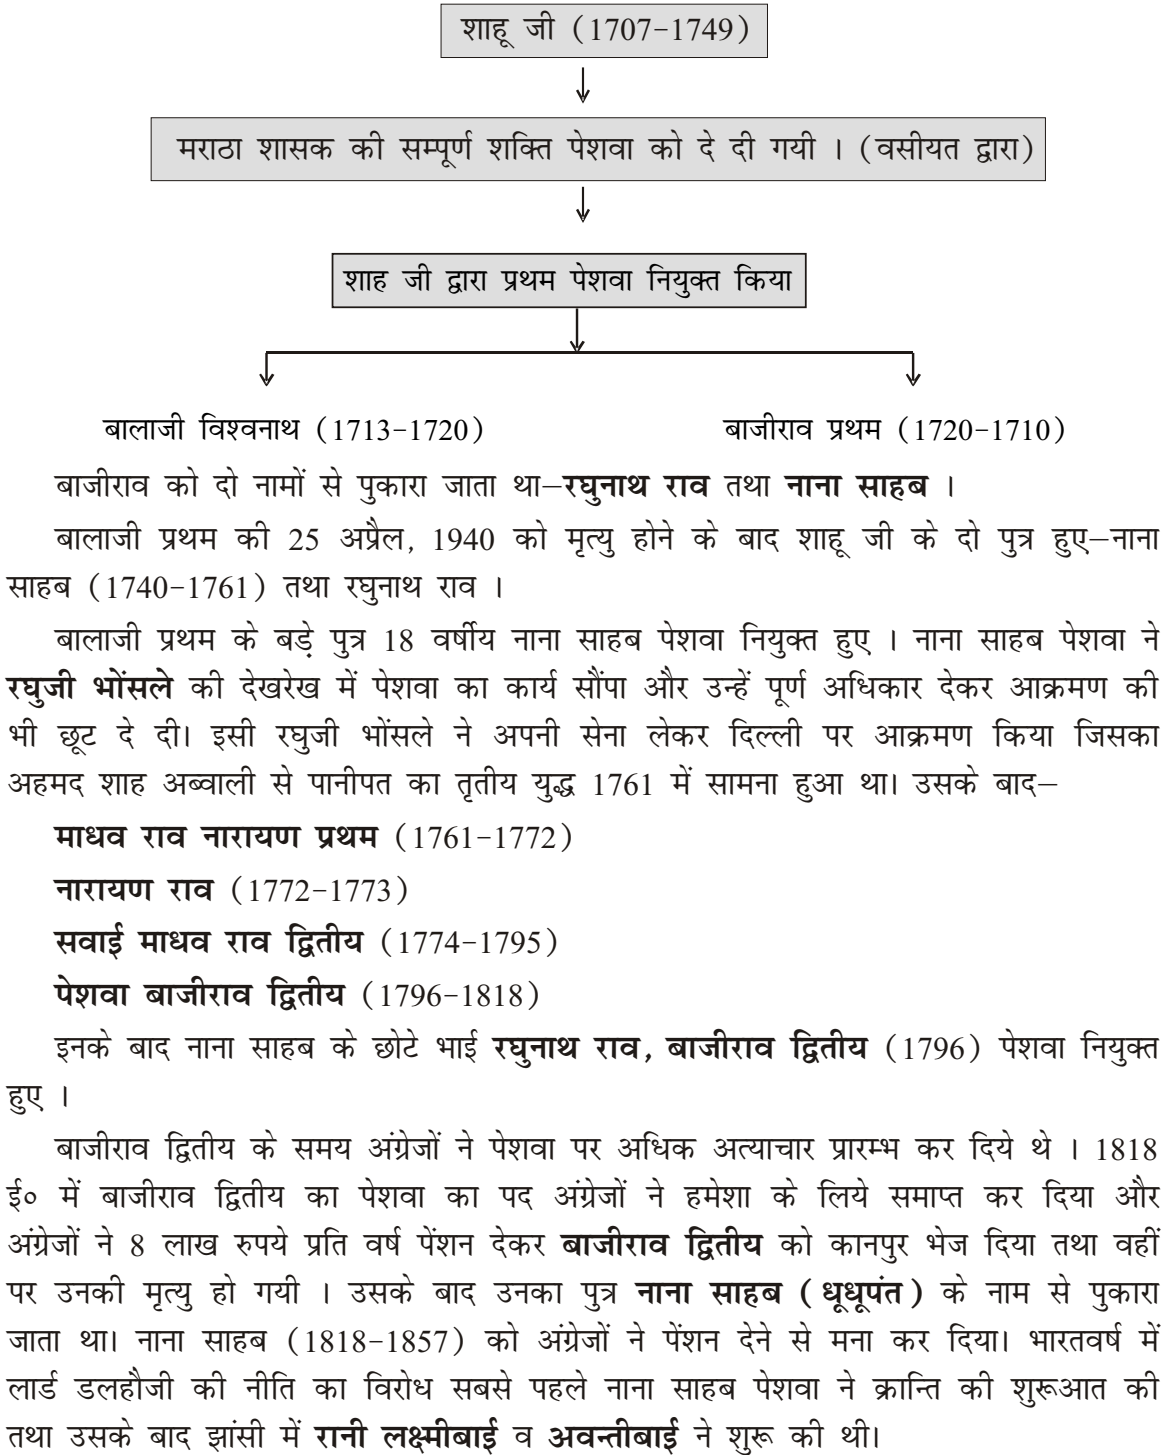 शाहू जी (1707-1749)
मराठा शासक की सम्पूर्ण शक्ति पेशवा को दे दी गयी । (वसीयत द्वारा)
शाह जी द्वारा प्रथम पेशवा नियुक्त किया
बालाजी विश्वनाथ (1713-1720) बाजीराव प्रथम (1720-1710)
बाजीराव को दो नामों से पुकारा जाता था–रघुनाथ राव तथा नाना साहब ।
बालाजी प्रथम की 25 अप्रैल, 1940 को मृत्यु होने के बाद शाहू जी के दो पुत्र हुए–नाना
साहब (1740-1761) तथा रघुनाथ राव ।
बालाजी प्रथम के बड़े पुत्र 18 वर्षीय नाना साहब पेशवा नियुक्त हुए । नाना साहब पेशवा ने
रघुजी भोंसले की देखरेख में पेशवा का कार्य सौंपा और उन्हें पूर्ण अधिकार देकर आक्रमण की
भी छूट दे दी। इसी रघुजी भोंसले ने अपनी सेना लेकर दिल्ली पर आक्रमण किया जिसका
अहमद शाह अब्वाली से पानीपत का तृतीय युद्ध 1761 में सामना हुआ था। उसके बाद–
माधव राव नारायण प्रथम (1761-1772)
नारायण राव (1772-1773)
सवाई माधव राव द्वितीय (1774-1795)
पेशवा बाजीराव द्वितीय (1796-1818)
इनके बाद नाना साहब के छोटे भाई रघुनाथ राव, बाजीराव द्वितीय (1796) पेशवा नियुक्त
हुए ।
बाजीराव द्वितीय के समय अंग्रेजों ने पेशवा पर अधिक अत्याचार प्रारम्भ कर दिये थे । 1818
ई० में बाजीराव द्वितीय का पेशवा का पद अंग्रेजों ने हमेशा के लिये समाप्त कर दिया और
अंग्रेजों ने 8 लाख रुपये प्रति वर्ष पेंशन देकर बाजीराव द्वितीय को कानपुर भेज दिया तथा वहीं
पर उनकी मृत्यु हो गयी । उसके बाद उनका पुत्र नाना साहब (धूधूपंत) के नाम से पुकारा
जाता था। नाना साहब (1818-1857) को अंग्रेजों ने पेंशन देने से मना कर दिया। भारतवर्ष में
लार्ड डलहौजी की नीति का विरोध सबसे पहले नाना साहब पेशवा ने क्रान्ति की शुरूआत की
तथा उसके बाद झांसी में रानी लक्ष्मीबाई व अवन्तीबाई ने शुरू की थी।